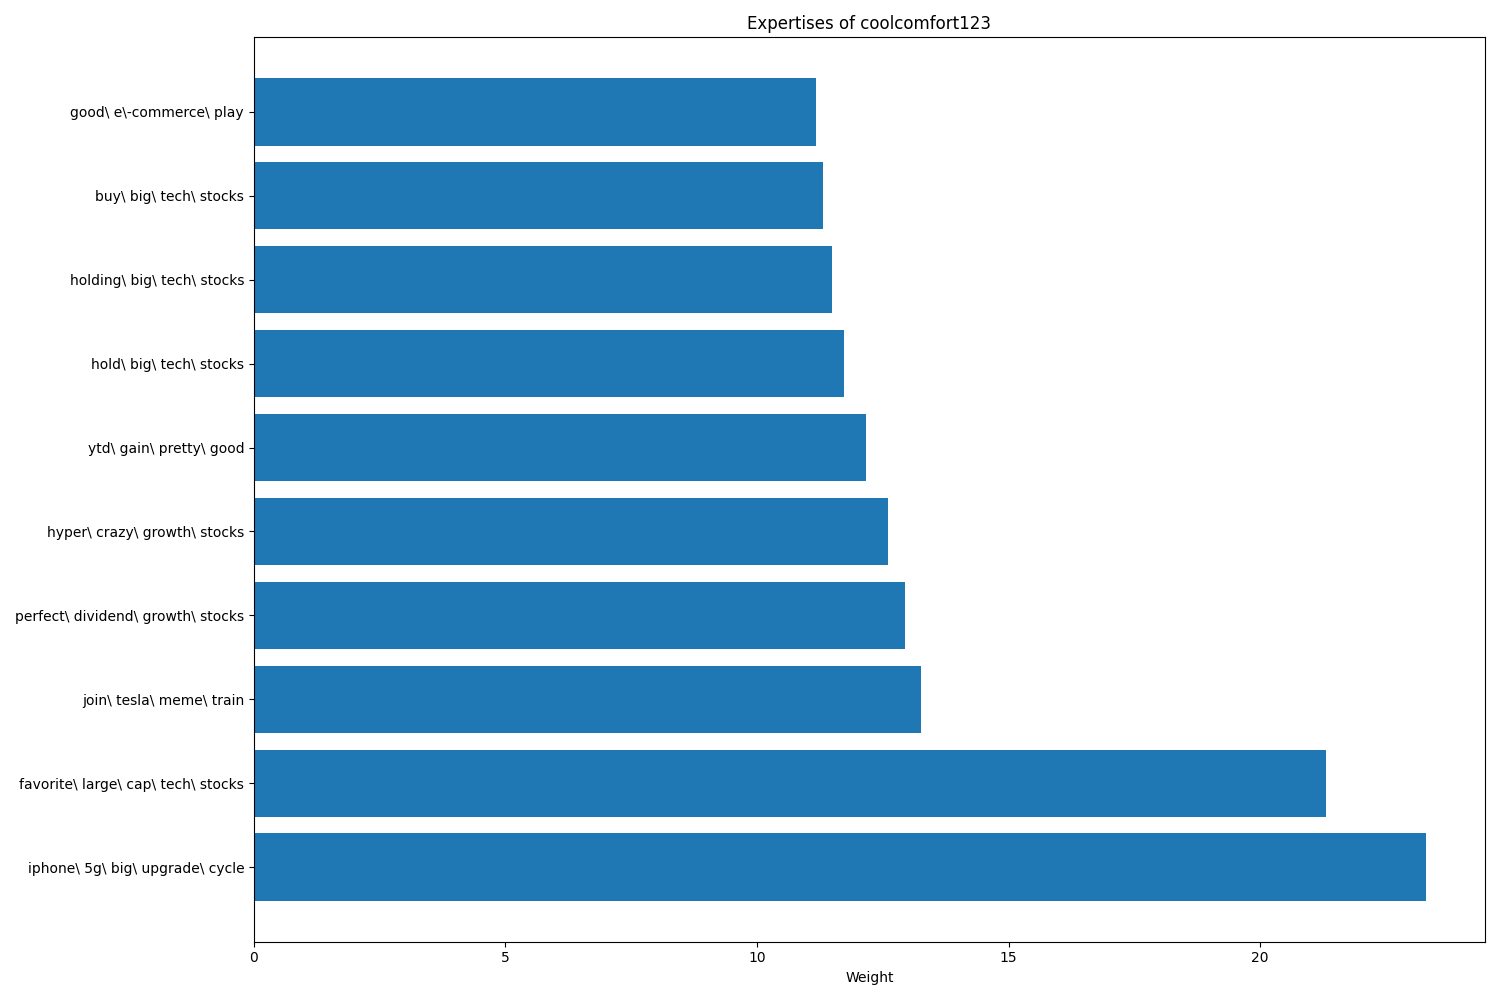 Expertises of coolcomfort123
good\ e\-commerce\ play
buy\ big\ tech\ stocks
holding\ big\ tech\ stocks
hold\ big\ tech\ stocks
ytd\ gain\ pretty\ good
hyper\ crazy\ growth\ stocks
perfect\ dividend\ growth\ stocks
join\ tesla\ meme\ train
favorite\ large\ cap\ tech\ stocks
iphone\ 5g\ big\ upgrade\ cycle
0 5 10 15 20
Weight